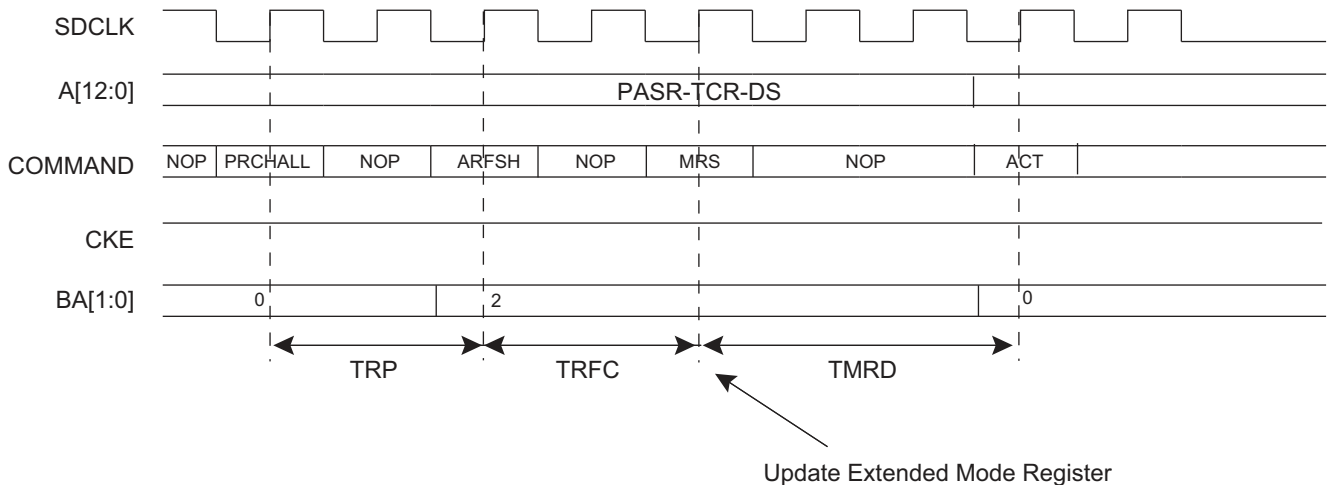 SDCLK
A[12:0] PASR-TCR-DS
COMMAND NOP PRCHALL NOP ARFSH NOP MRS NOP ACT
CKE
BA[1:0] 0 2 0
TRP TRFC TMRD
Update Extended Mode Register